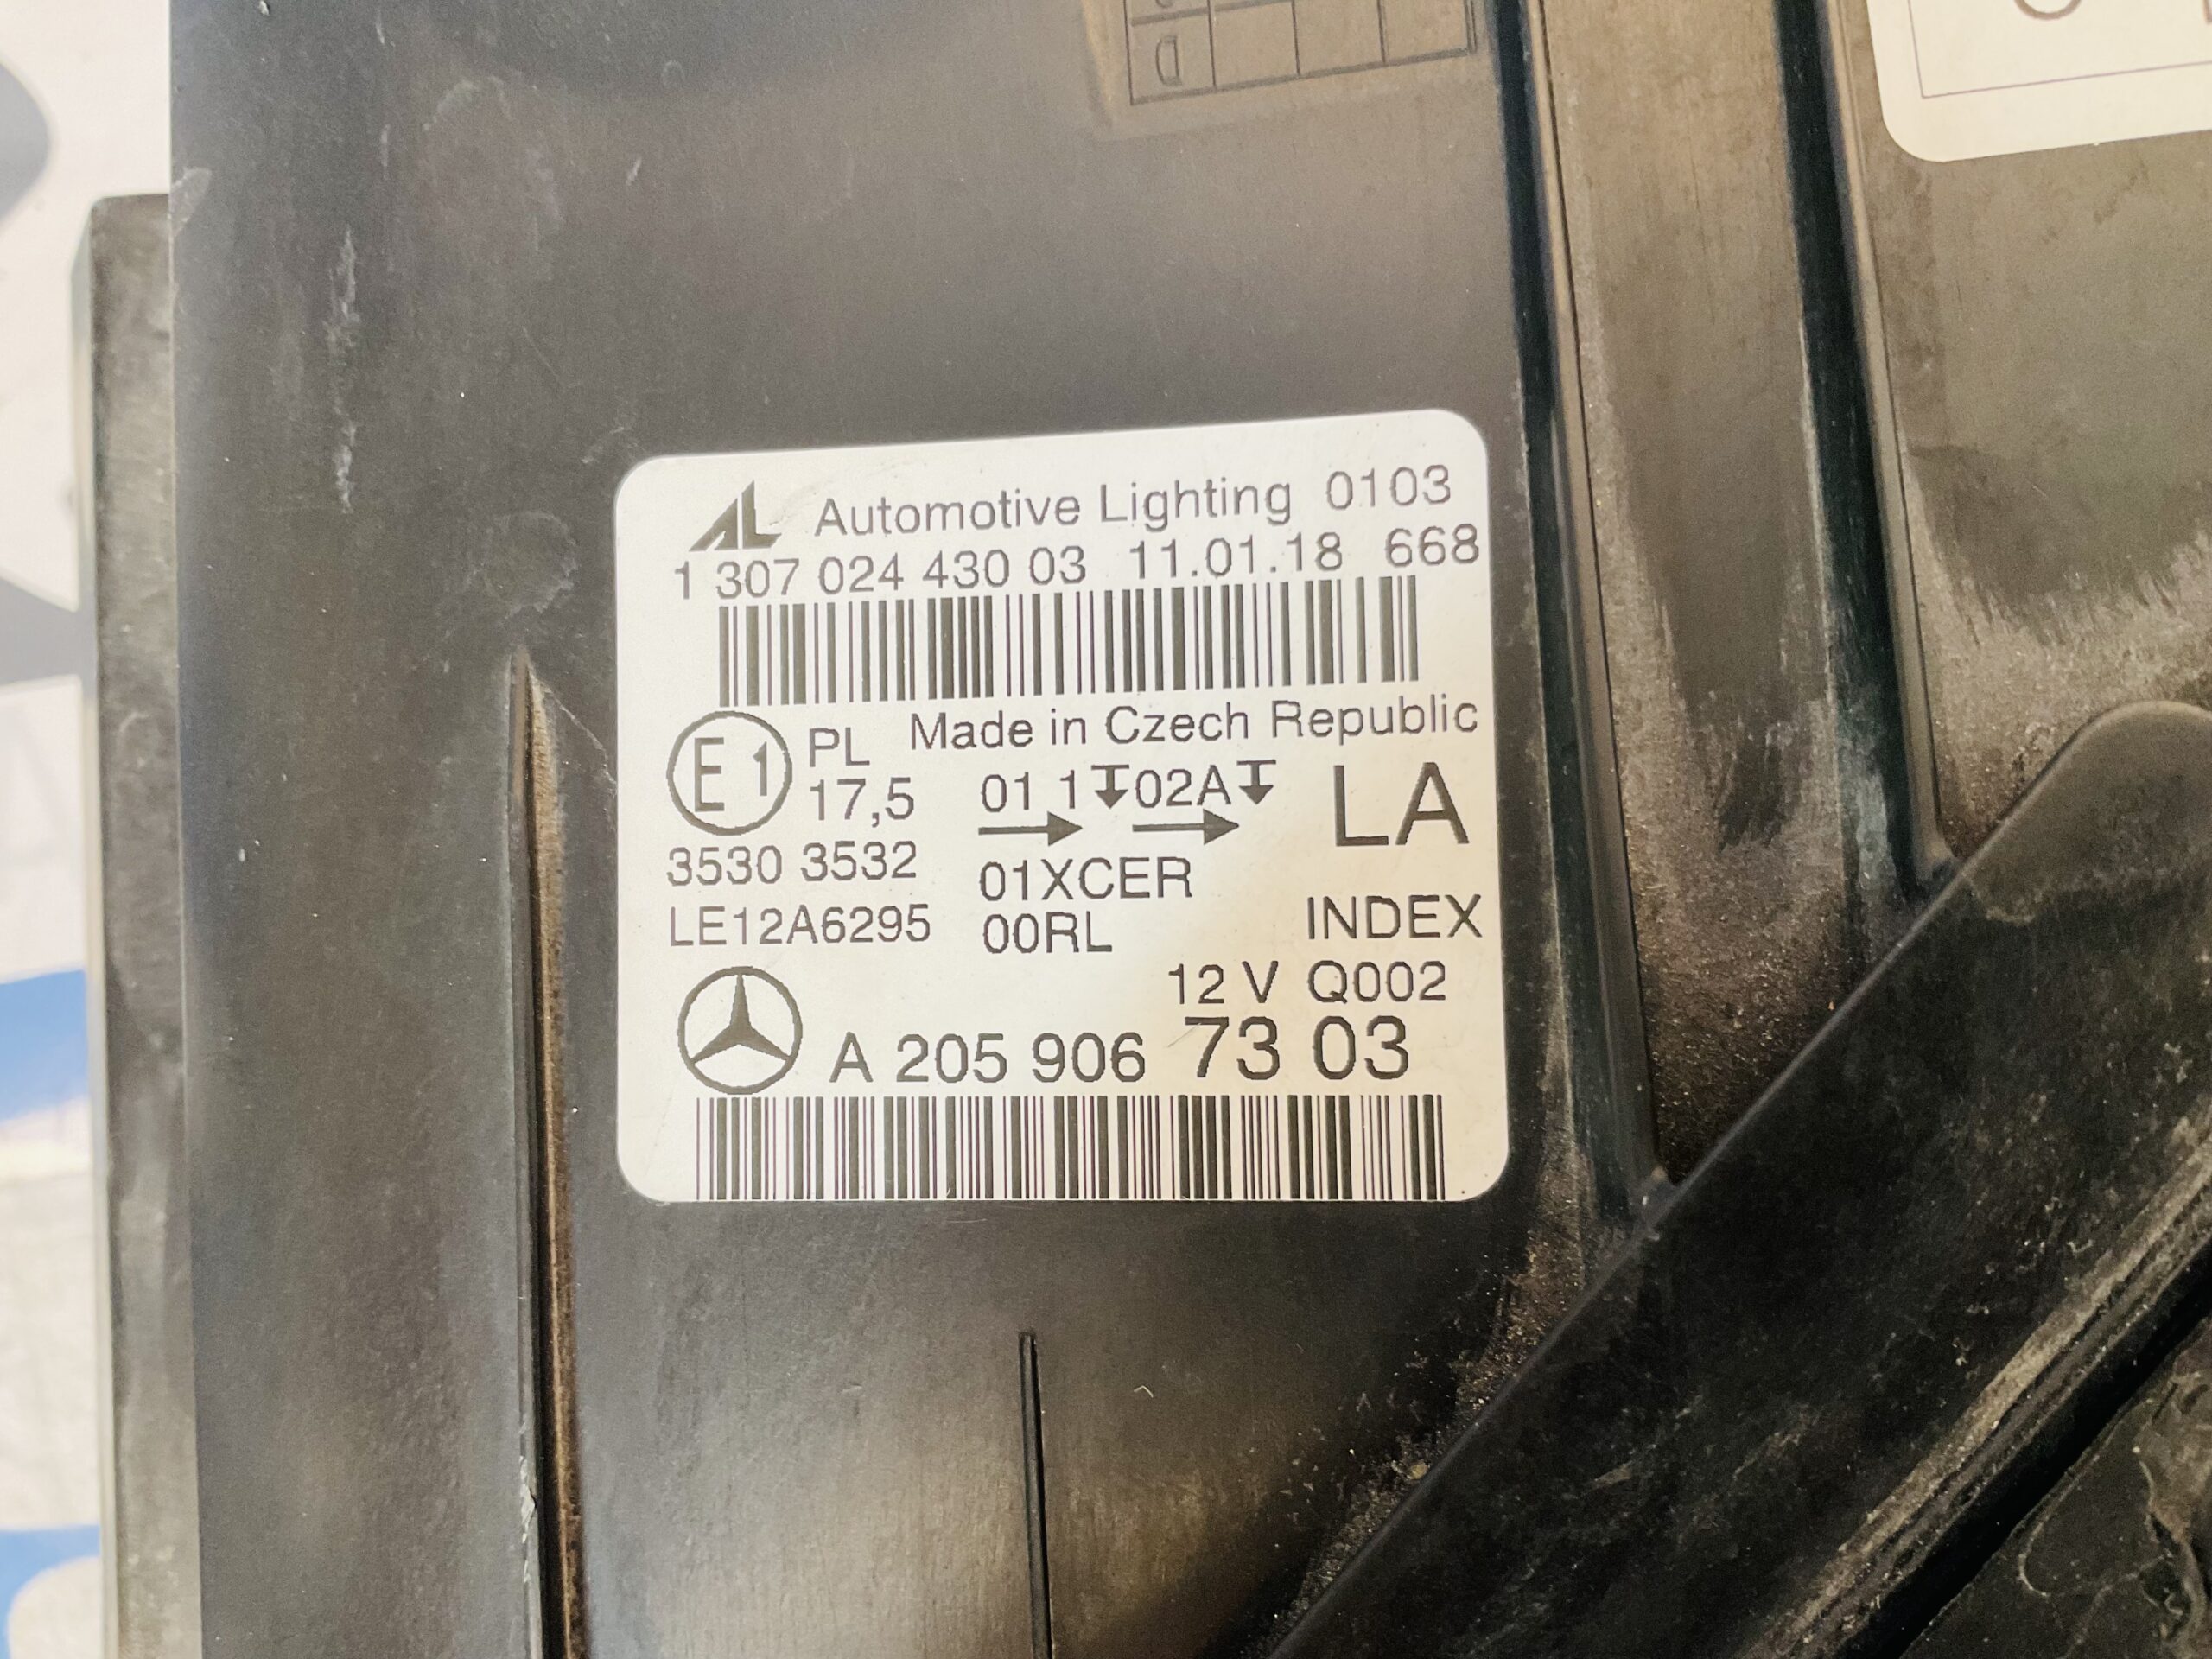 D
AL Automotive Lighting 0103
1 307 024 430 03 11.01.18 668
E1 PL Made in Czech Republic
17,5 01 1 02A LA
3530 3532 01XCER
LE12A6295 00RL INDEX
12 V Q002
A 205 906 73 03